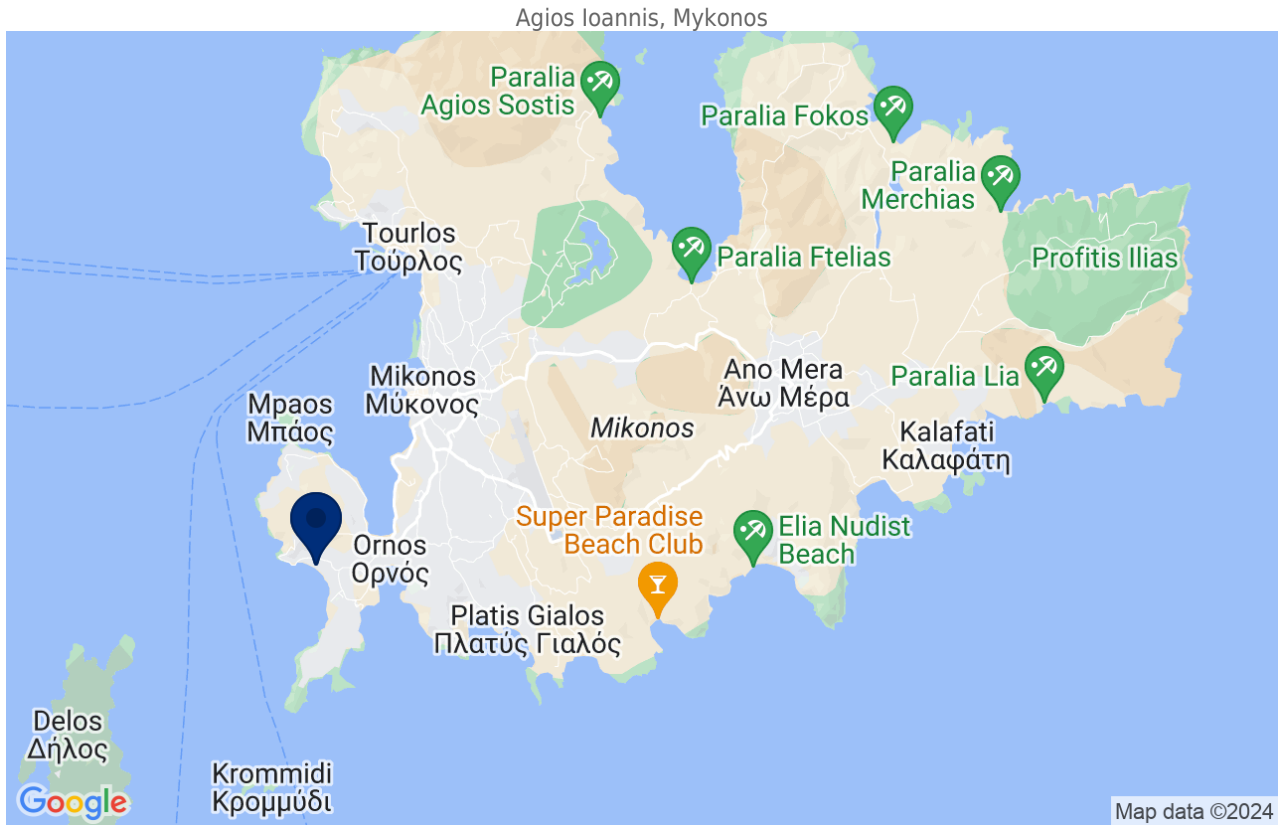 Agios Ioannis, Mykonos
Paralia
Agios Sostis
Paralia Fokos
Paralia
Merchias
Tourlos
Τούρλος
Paralia Ftelias
Profitis Ilias
Mikonos
Μύκονος
Ano Mera
Άνω Μέρα
Paralia Lia
Mpaos
Μπάος
Mikonos
Kalafati
Καλαφάτη
Super Paradise
Beach Club
Elia Nudist
Beach
Ornos
Ορνός
Platis Gialos
Πλατύς Γιαλός
Delos
Δήλος
Krommidi
Κρομμύδι
Google
Map data ©2024